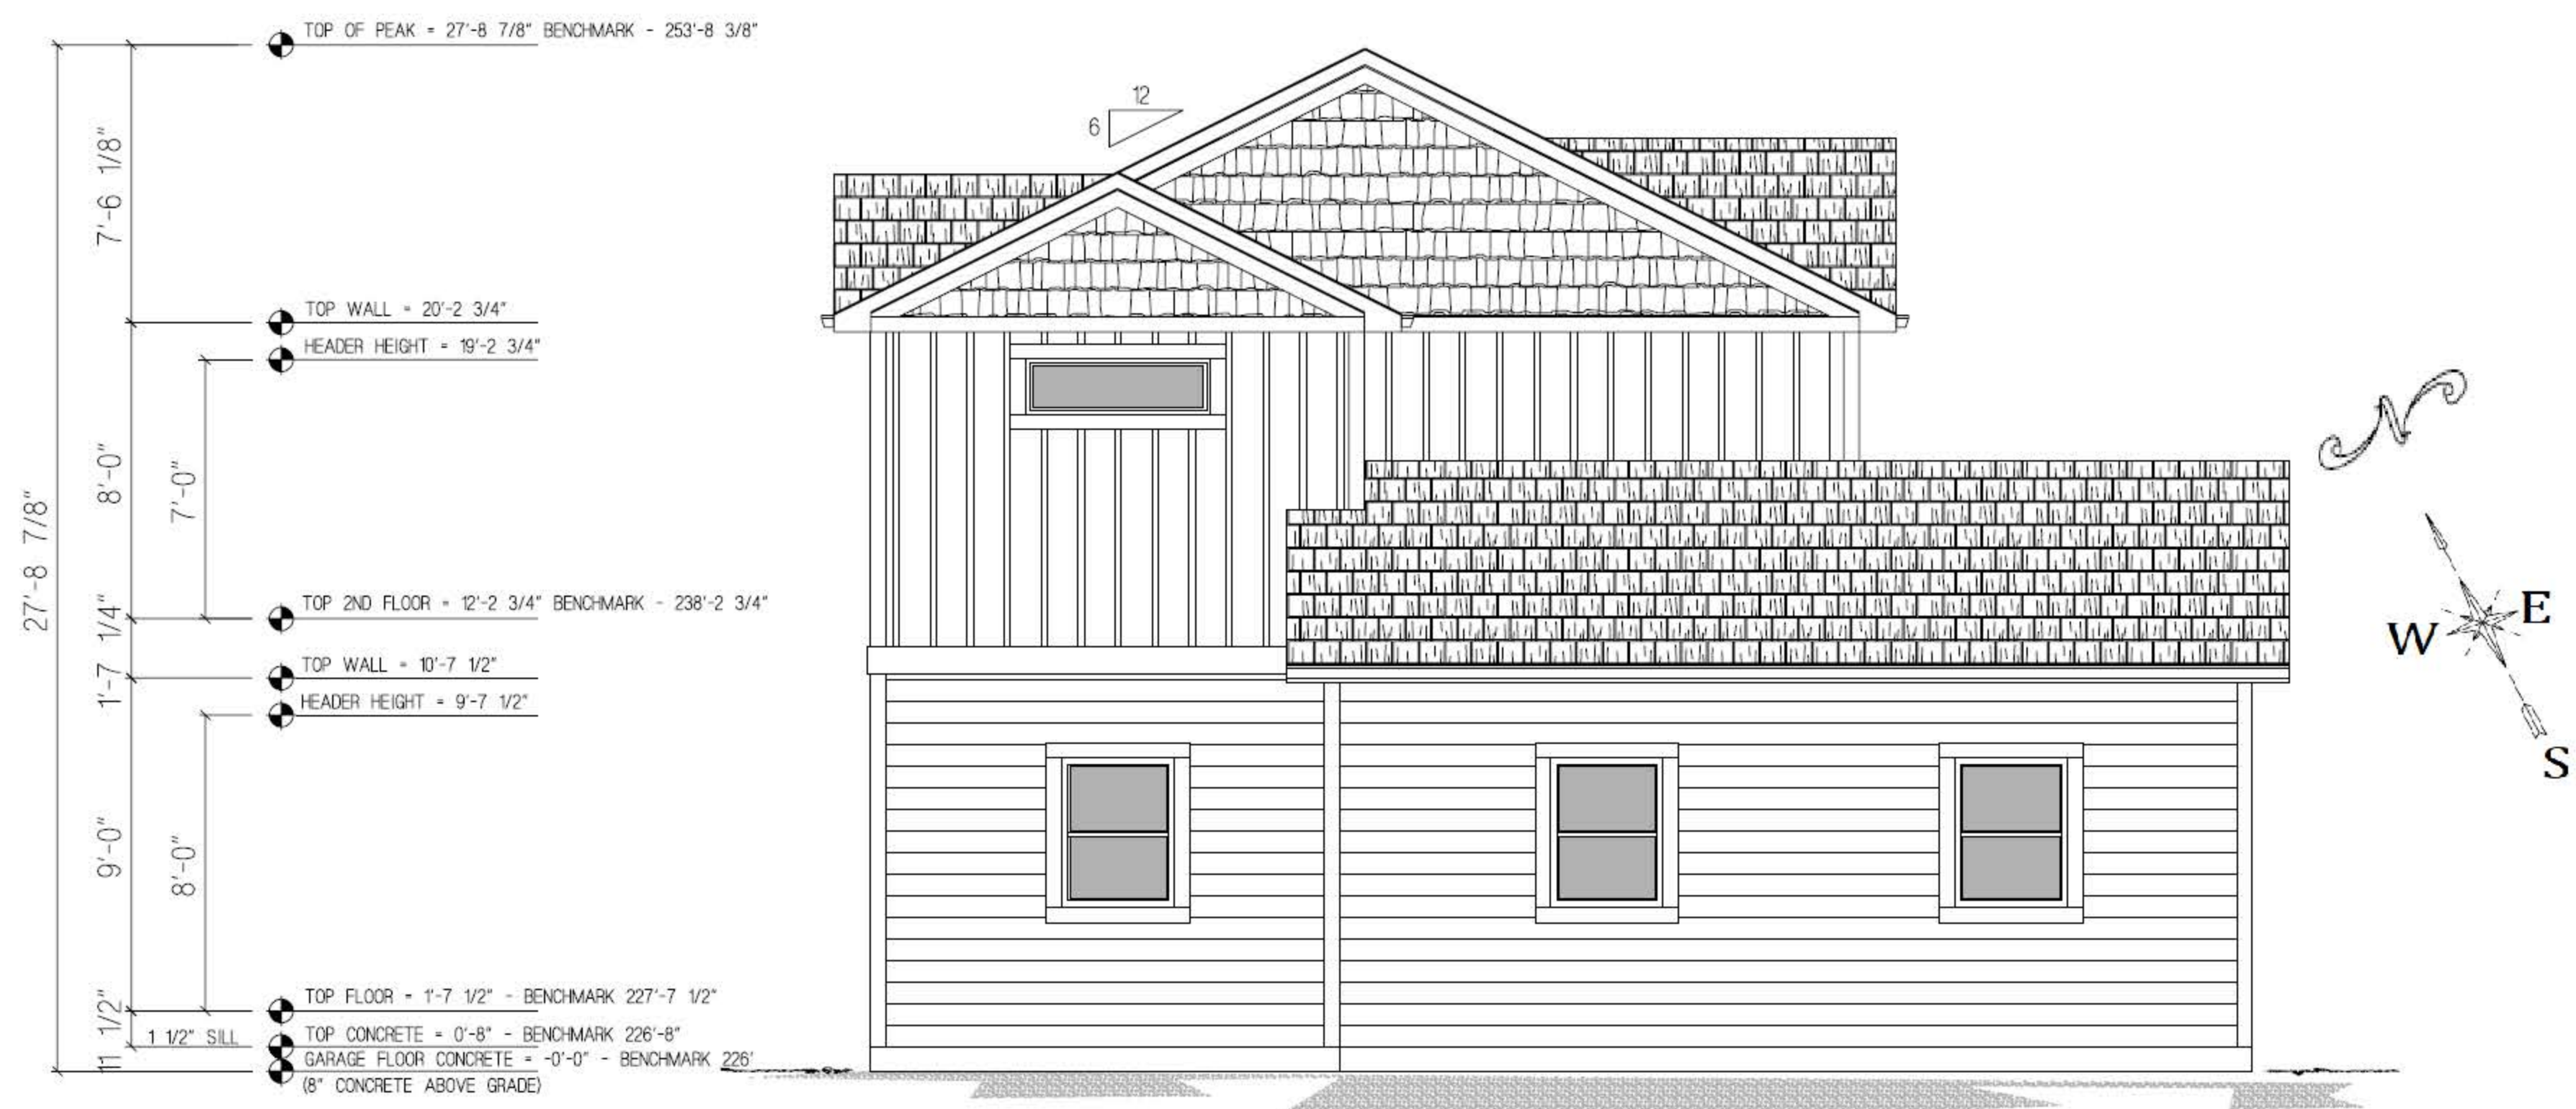 TOP OF PEAK = 27'-8 7/8" BENCHMARK - 253'-8 3/8"
12
6
7'-6 1/8"
TOP WALL = 20'-2 3/4"
HEADER HEIGHT = 19'-2 3/4"
8'-0"
7'-0"
27'-8 7/8"
TOP 2ND FLOOR = 12'-2 3/4" BENCHMARK - 238'-2 3/4"
1'-7 1/4"
TOP WALL = 10'-7 1/2"
HEADER HEIGHT = 9'-7 1/2"
9'-0"
8'-0"
TOP FLOOR = 1'-7 1/2" - BENCHMARK 227'-7 1/2"
11 1/2"
1 1/2" SILL
TOP CONCRETE = 0'-8" - BENCHMARK 226'-8"
GARAGE FLOOR CONCRETE = -0'-0" - BENCHMARK 226'
(8" CONCRETE ABOVE GRADE)
N
W
E
S